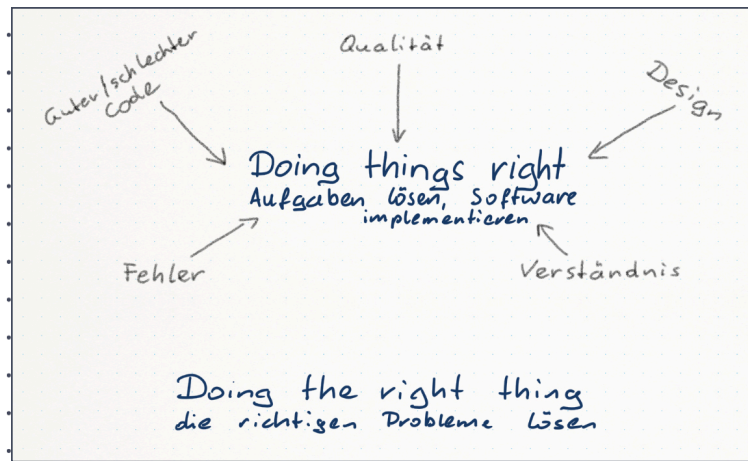 Qualität
Guter/schlechter
Code
Design
Doing things right
Aufgaben lösen, Software
implementieren
Fehler
Verständnis
Doing the right thing
die richtigen Probleme lösen